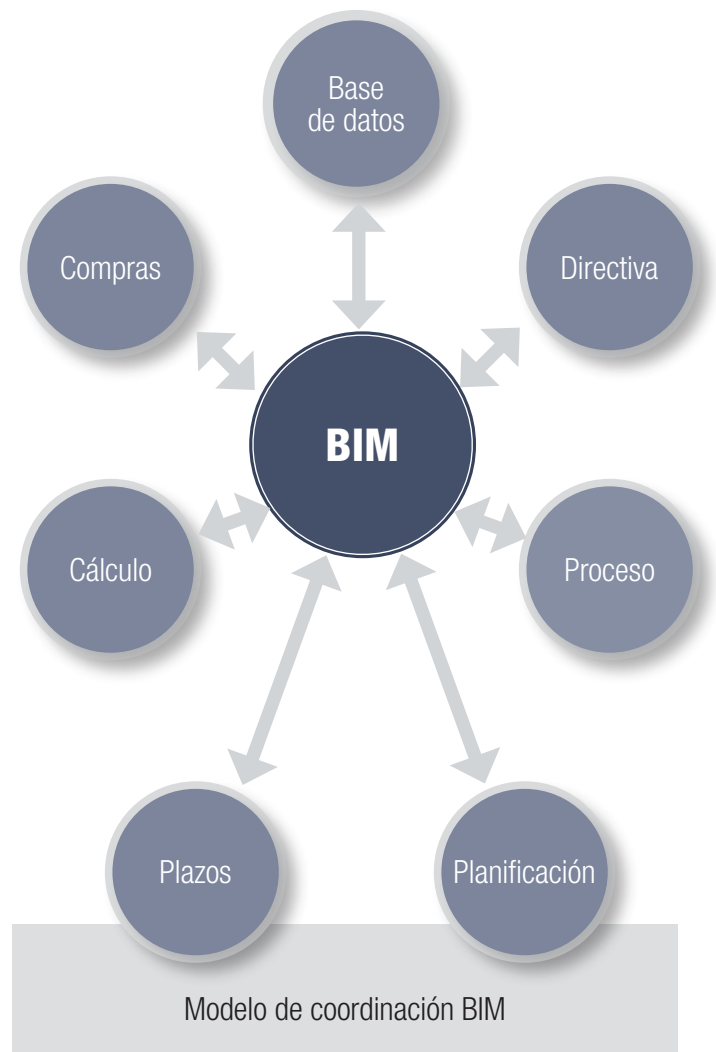 Base
de datos
Compras
Directiva
BIM
Cálculo
Proceso
Plazos
Planificación
Modelo de coordinación BIM